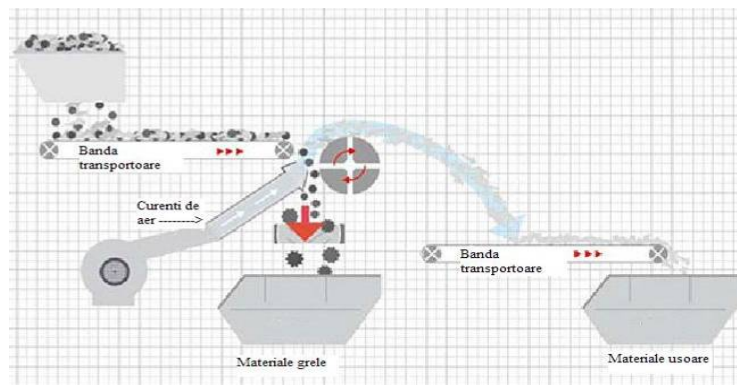 Banda
transportoare
Curenti de
aer -------->
Banda
transportoare
Materiale grele
Materiale usoare